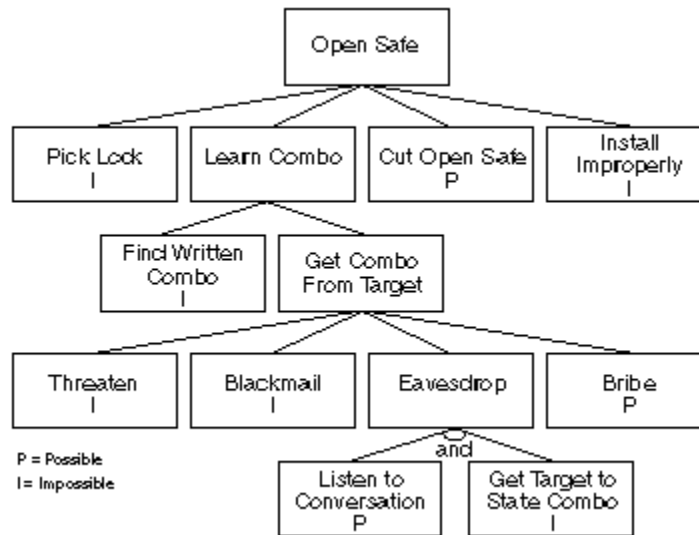 Open Safe
Pick Lock
I
Learn Combo
Cut Open Safe
P
Install
Improperly
I
Find Written
Combo
I
Get Combo
From Target
Threaten
I
Blackmail
I
Eavesdrop
Bribe
P
and
P = Possible
I = Impossible
Listen to
Conversation
P
Get Target to
State Combo
I